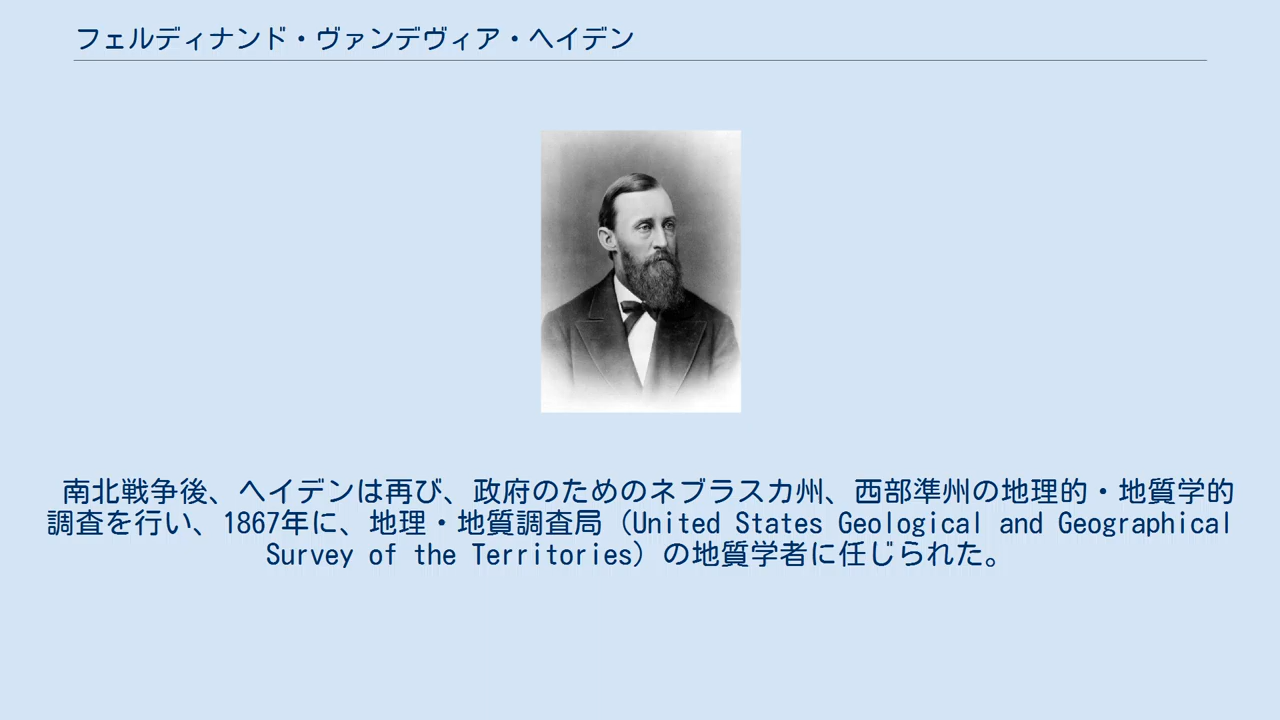 フェルディナンド・ヴァンデヴィア・ヘイデン
南北戦争後、ヘイデンは再び、政府のためのネブラスカ州、西部準州の地理的・地質学的
調査を行い、1867年に、地理・地質調査局（United States Geological and Geographical
Survey of the Territories）の地質学者に任じられた。